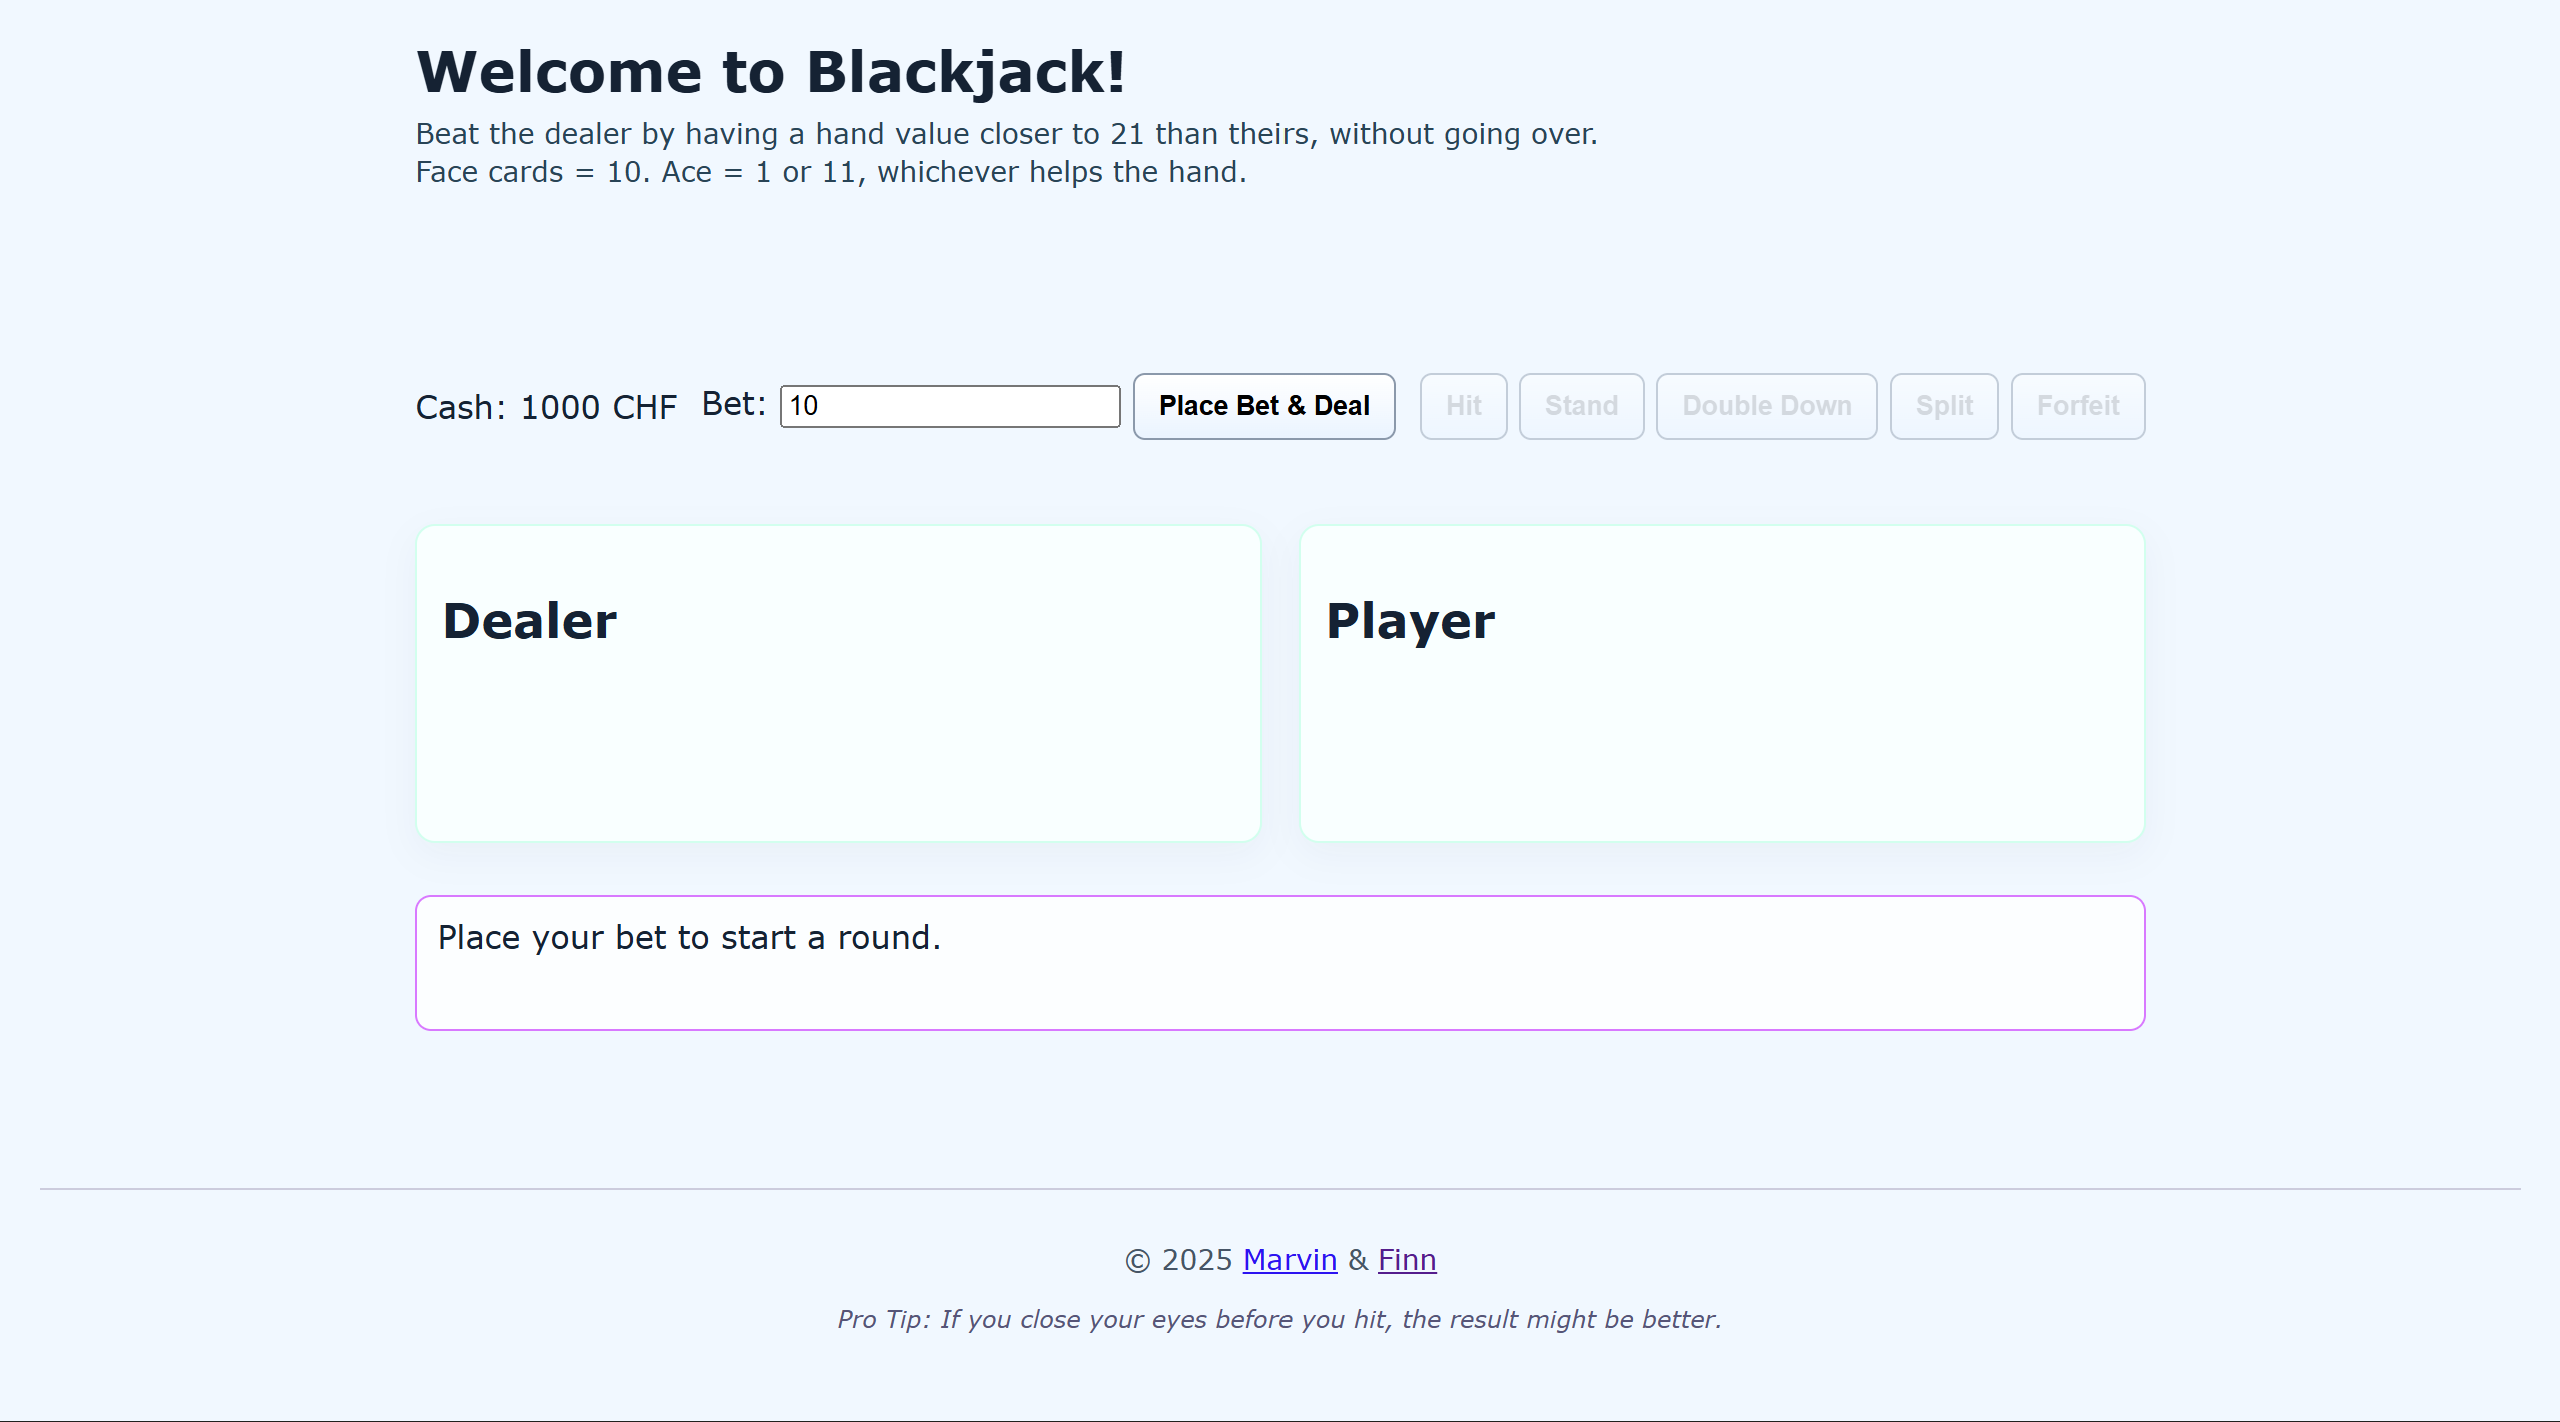 Welcome to Blackjack!
Beat the dealer by having a hand value closer to 21 than theirs, without going over.
Face cards = 10. Ace = 1 or 11, whichever helps the hand.
Cash: 1000 CHF Bet: 10 Place Bet & Deal Hit Stand Double Down Split Forfeit
Dealer
Player
Place your bet to start a round.
© 2025 Marvin & Finn
Pro Tip: If you close your eyes before you hit, the result might be better.